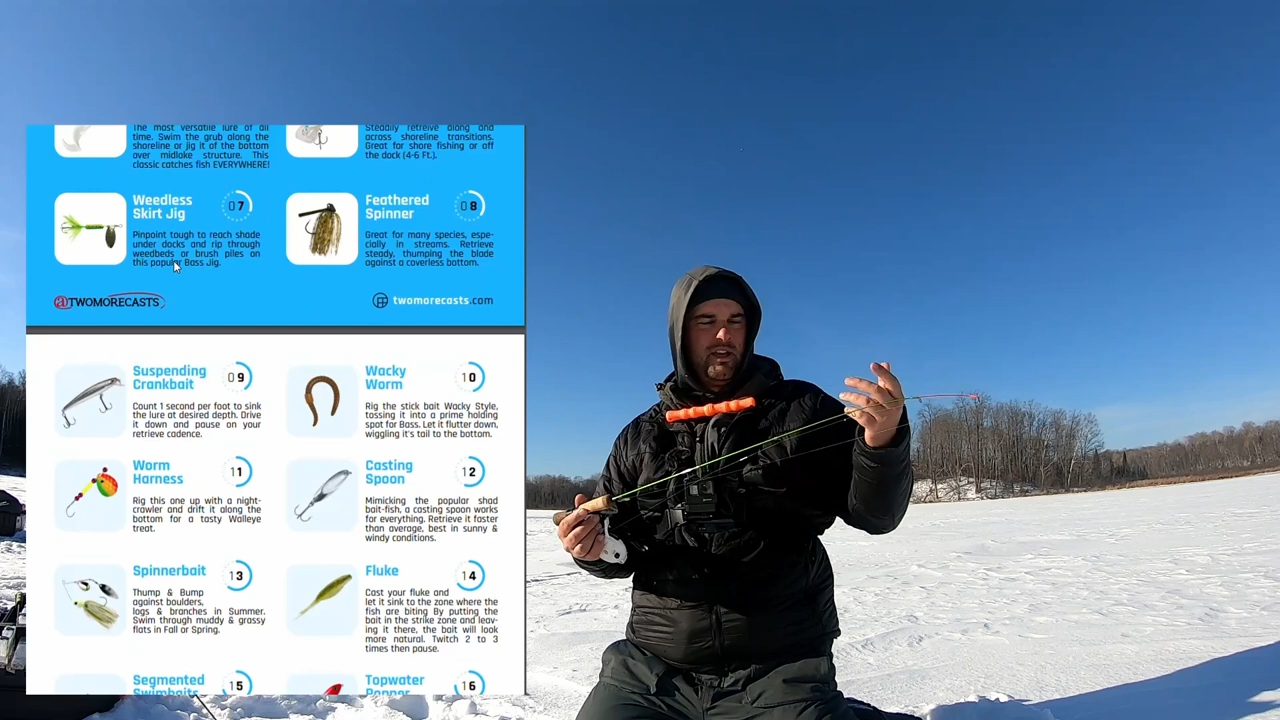 The most versatile lure of all
time. Swim the grub along the
shoreline or jig it of the bottom
over midlake structure. This
classic catches fish EVERYWHERE!
Steadily retreive along and
across shoreline transitions.
Great for shore fishing or off
the dock (4-6 Ft.).
Weedless
Skirt Jig
07
Pinpoint tough to reach shade
under docks and rip through
weedbeds or brush piles on
this popular Bass Jig.
Feathered
Spinner
08
Great for many species, espe-
cially in streams. Retrieve
steady, thumping the blade
against a coverless bottom.
@TWOMORECASTS
twomorecasts.com
Suspending
Crankbait
09
Count 1 second per foot to sink
the lure at desired depth. Drive
it down and pause on your
retrieve cadence.
Wacky
Worm
10
Rig the stick bait Wacky Style,
tossing it into a prime holding
spot for Bass. Let it flutter down,
wiggling it's tail to the bottom.
Worm
Harness
11
Rig this one up with a night-
crawler and drift it along the
bottom for a tasty Walleye
treat.
Casting
Spoon
12
Mimicking the popular shad
bait-fish, a casting spoon works
for everything. Retrieve it faster
than average, best in sunny &
windy conditions.
Spinnerbait
13
Thump & Bump
against boulders,
logs & branches in Summer.
Swim through muddy & grassy
flats in Fall or Spring.
Fluke
14
Cast your fluke and
let it sink to the zone where the
fish are biting By putting the
bait in the strike zone and leav-
ing it there, the bait will look
more natural. Twitch 2 to 3
times then pause.
Segmented
Swimbaits
15
Topwater
Popper
16